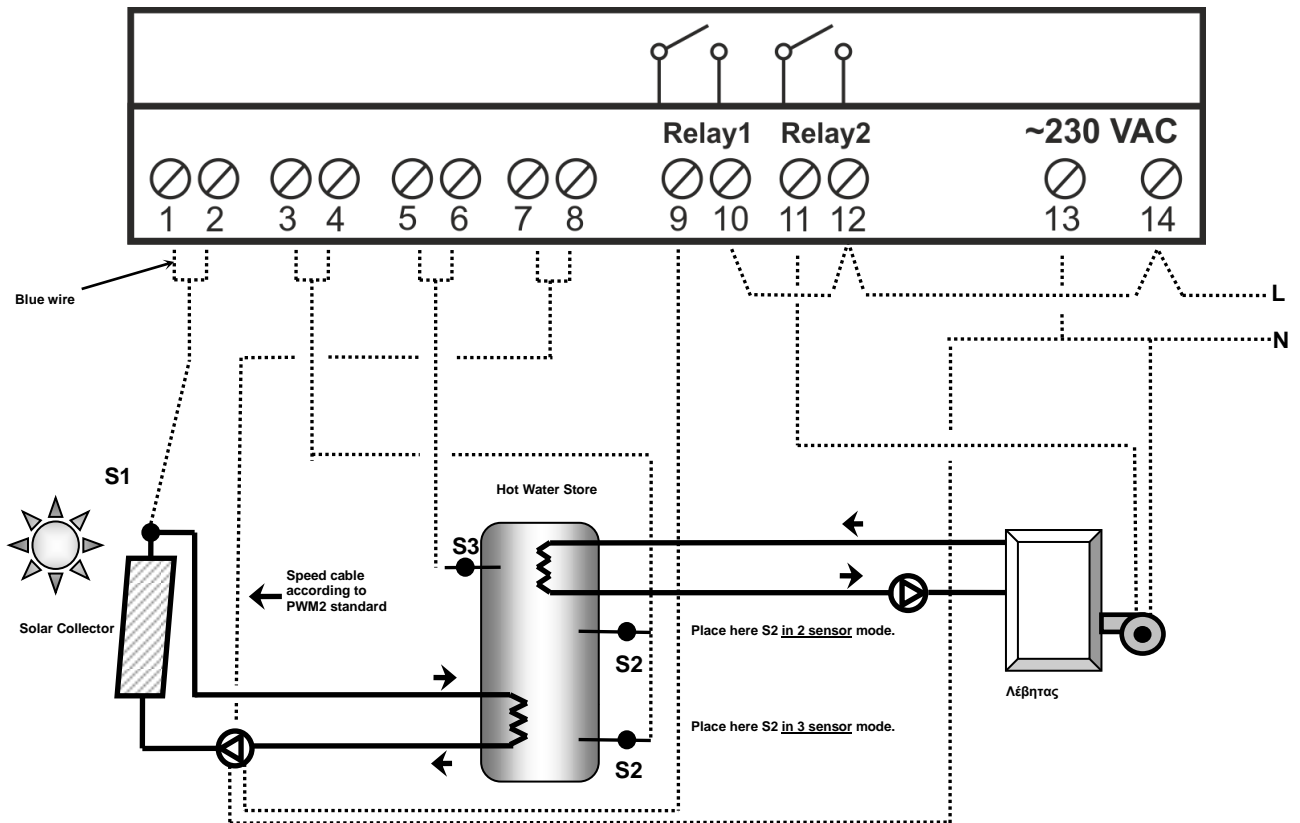 Relay1 Relay2 ~230 VAC
1 2 3 4 5 6 7 8 9 10 11 12 13 14
Blue wire
L
N
S1
Hot Water Store
S3
Speed cable
according to
PWM2 standard
Solar Collector
Place here S2 in 2 sensor mode.
S2
Λέβητας
Place here S2 in 3 sensor mode.
S2